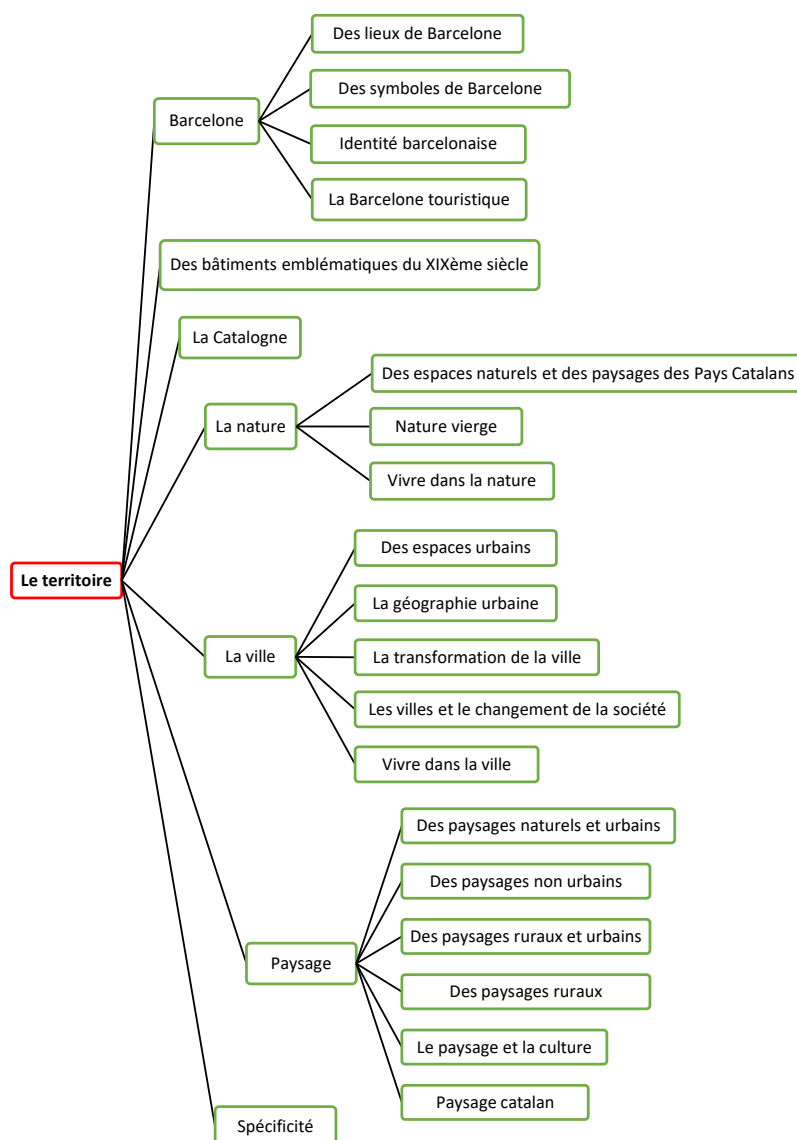 Le territoire
Barcelone
Des lieux de Barcelone
Des symboles de Barcelone
Identité barcelonaise
La Barcelone touristique
Des bâtiments emblématiques du XIXème siècle
La Catalogne
La nature
Des espaces naturels et des paysages des Pays Catalans
Nature vierge
Vivre dans la nature
La ville
Des espaces urbains
La géographie urbaine
La transformation de la ville
Les villes et le changement de la société
Vivre dans la ville
Paysage
Des paysages naturels et urbains
Des paysages non urbains
Des paysages ruraux et urbains
Des paysages ruraux
Le paysage et la culture
Paysage catalan
Spécificité